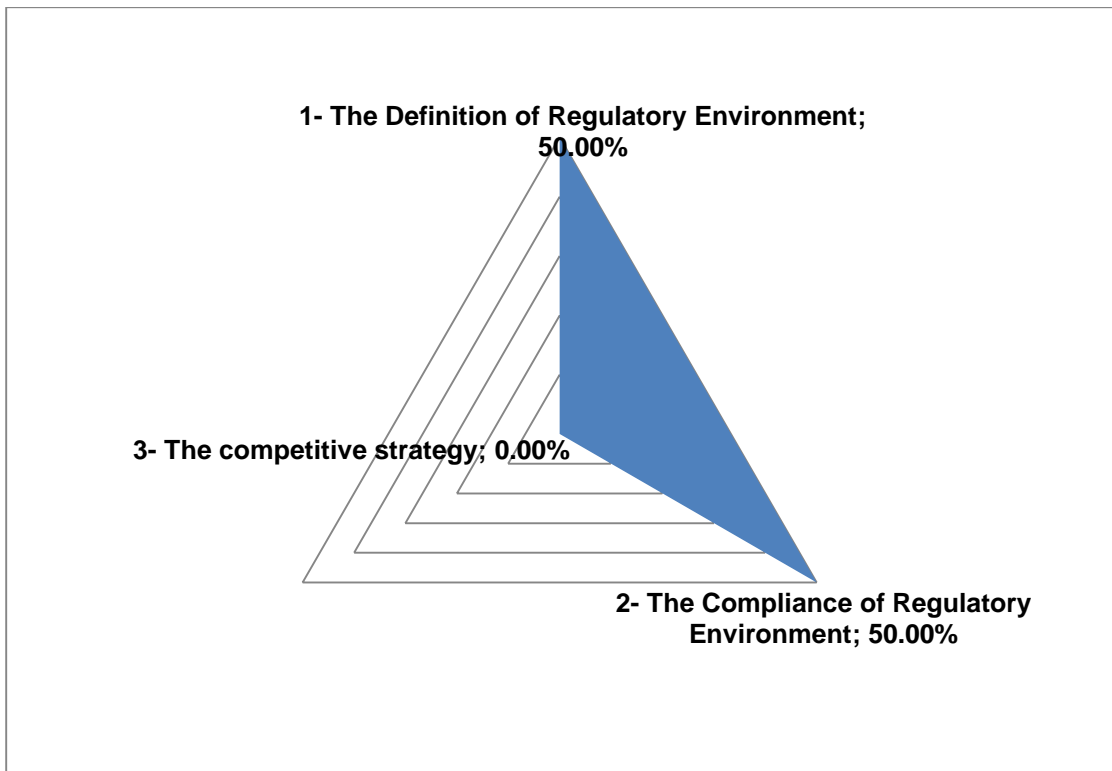 1- The Definition of Regulatory Environment;
50.00%
3- The competitive strategy; 0.00%
2- The Compliance of Regulatory
Environment; 50.00%